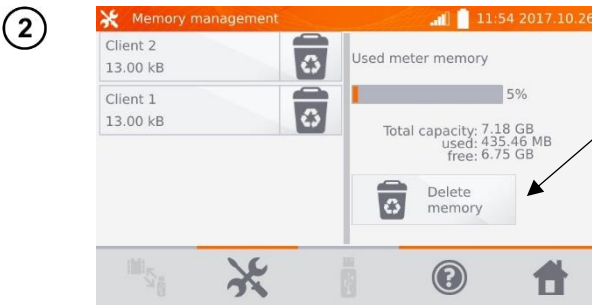 2
Memory management
11:54 2017.10.26
Client 2
13.00 kB
Client 1
13.00 kB
Used meter memory
5%
Total capacity: 7.18 GB
used: 435.46 MB
free: 6.75 GB
Delete
memory
?